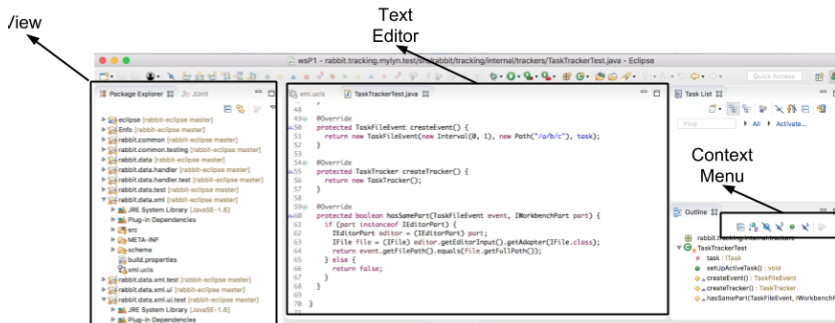 View
Text
Editor
wsP1 - rabbit.tracking.mylyn.test/src/rabbit/tracking/internal/trackers/TaskTrackerTest.java - Eclipse
Quick Access
Package Explorer
JUnit
eclipse [rabbit-eclipse master]
Enfo [rabbit-eclipse master]
rabbit.common [rabbit-eclipse master]
rabbit.common.testing [rabbit-eclipse master]
rabbit.data [rabbit-eclipse master]
rabbit.data.handler [rabbit-eclipse master]
rabbit.data.handler.test [rabbit-eclipse master]
rabbit.data.test [rabbit-eclipse master]
rabbit.data.xml [rabbit-eclipse master]
JRE System Library [JavaSE-1.6]
Plug-in Dependencies
src
META-INF
schema
build.properties
xml.ucls
rabbit.data.xml.test [rabbit-eclipse master]
rabbit.data.xml.ui [rabbit-eclipse master]
rabbit.data.xml.ui.test [rabbit-eclipse master]
JRE System Library [JavaSE-1.6]
Plug-in Dependencies
xml.ucls
TaskTrackerTest.java
47 }
48
49 @Override
50 protected TaskFileEvent createEvent() {
51 return new TaskFileEvent(new Interval(0, 1), new Path("/a/b/c"), task);
52 }
53
54 @Override
55 protected TaskTracker createTracker() {
56 return new TaskTracker();
57 }
58
59 @Override
60 protected boolean hasSamePart(TaskFileEvent event, IWorkbenchPart part) {
61 if (part instanceof IEditorPart) {
62 IEditorPart editor = (IEditorPart) part;
63 IFile file = (IFile) editor.getEditorInput().getAdapter(IFile.class);
64 return event.getFilePath().equals(file.getFullPath());
65 } else {
66 return false;
67 }
68 }
69
70 }
71
Task List
Find
All
Activate...
Context
Menu
Outline
rabbit.tracking.internal.trackers
TaskTrackerTest
task : ITask
setUpActiveTask() : void
createEvent() : TaskFileEvent
createTracker() : TaskTracker
hasSamePart(TaskFileEvent, IWorkbenchP